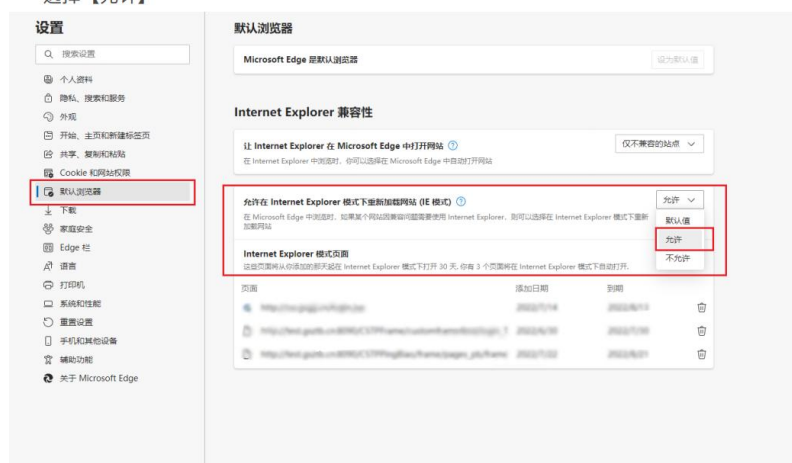 选择【允许】
设置
搜索设置
个人资料
隐私、搜索和服务
外观
开始、主页和新建标签页
共享、复制和粘贴
Cookie 和网站权限
默认浏览器
下载
家庭安全
Edge 栏
语言
打印机
系统和性能
重置设置
手机和其他设备
辅助功能
关于 Microsoft Edge
默认浏览器
Microsoft Edge 是默认浏览器
设为默认值
Internet Explorer 兼容性
让 Internet Explorer 在 Microsoft Edge 中打开网站
仅不兼容的站点
在 Internet Explorer 中浏览时，你可以选择在 Microsoft Edge 中自动打开网站
允许在 Internet Explorer 模式下重新加载网站 (IE 模式)
允许
在 Microsoft Edge 中浏览时，如果某个网站因兼容问题需要使用 Internet Explorer，则可以选择在 Internet Explorer 模式下重新
加载网站
默认值
允许
不允许
Internet Explorer 模式页面
这些页面将从你添加的那天起在 Internet Explorer 模式下打开 30 天。你有 3 个页面将在 Internet Explorer 模式下自动打开。
页面 添加日期 到期